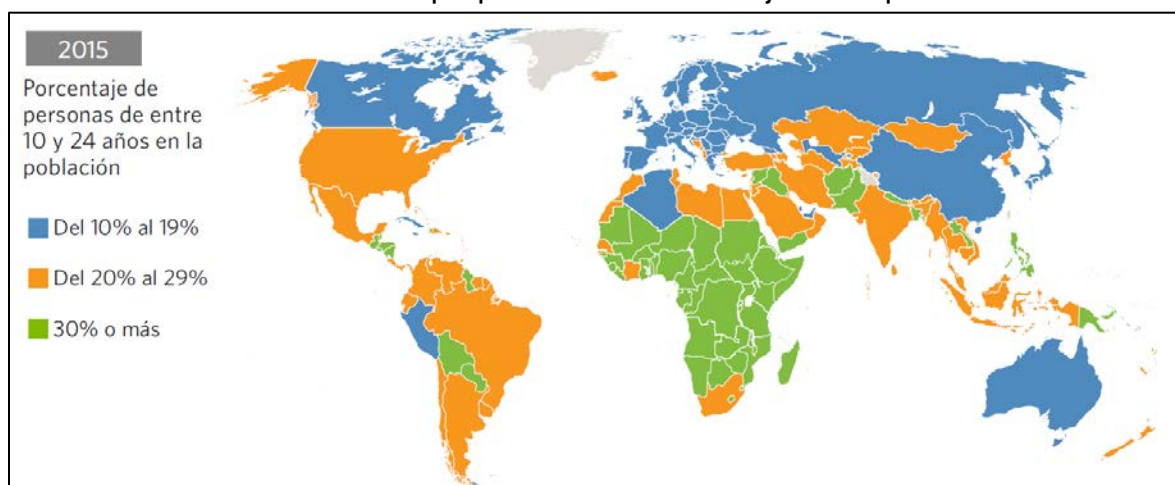 2015
Porcentaje de
personas de entre
10 y 24 años en la
población
Del 10% al 19%
Del 20% al 29%
30% o más